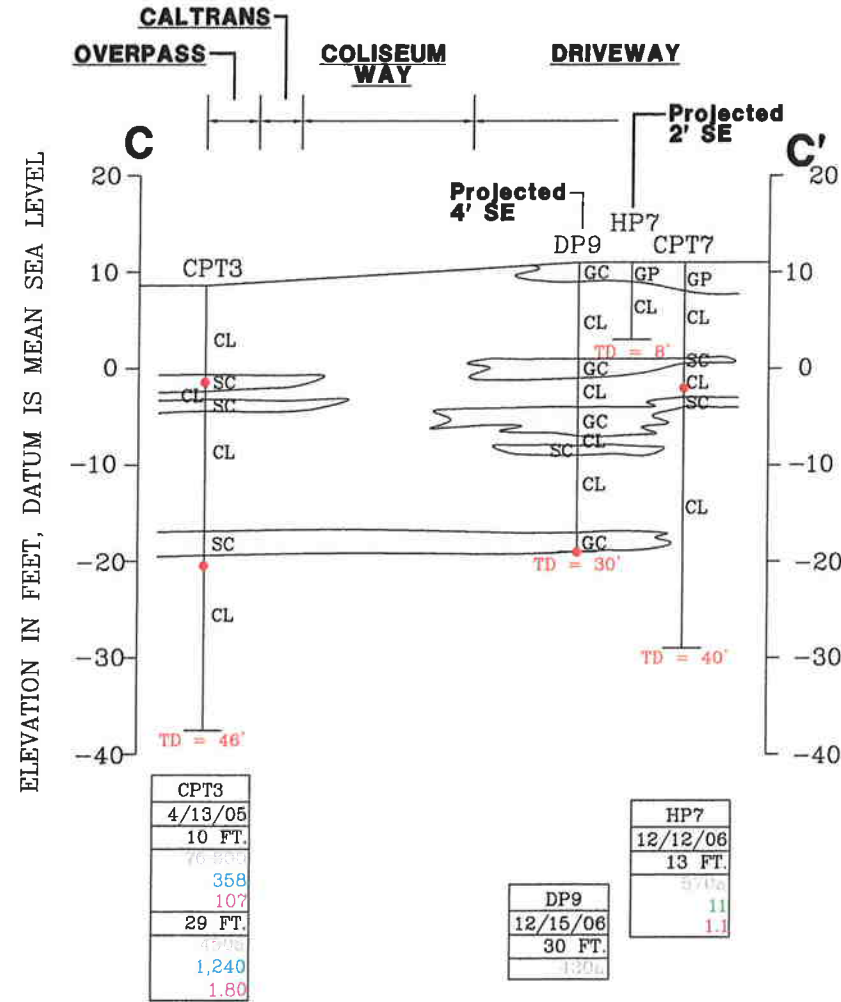 CALTRANS
OVERPASS
COLISEUM
WAY
DRIVEWAY
Projected
2' SE
C
C'
ELEVATION IN FEET, DATUM IS MEAN SEA LEVEL
20
20
Projected
4' SE
HP7
DP9
CPT7
CPT3
10
GC
GP
GP
10
CL
CL
CL
CL
TD = 8'
0
SC
0
SC
GC
CL
CL
CL
SC
SC
GC
CL
CL
SC
-10
-10
CL
CL
SC
GC
-20
-20
TD = 30'
CL
-30
TD = 40'
-30
TD = 46'
-40
-40
CPT3
4/13/05
10 FT.
358
107
29 FT.
1,240
1.80
DP9
12/15/06
30 FT.
HP7
12/12/06
13 FT.
11
1.1